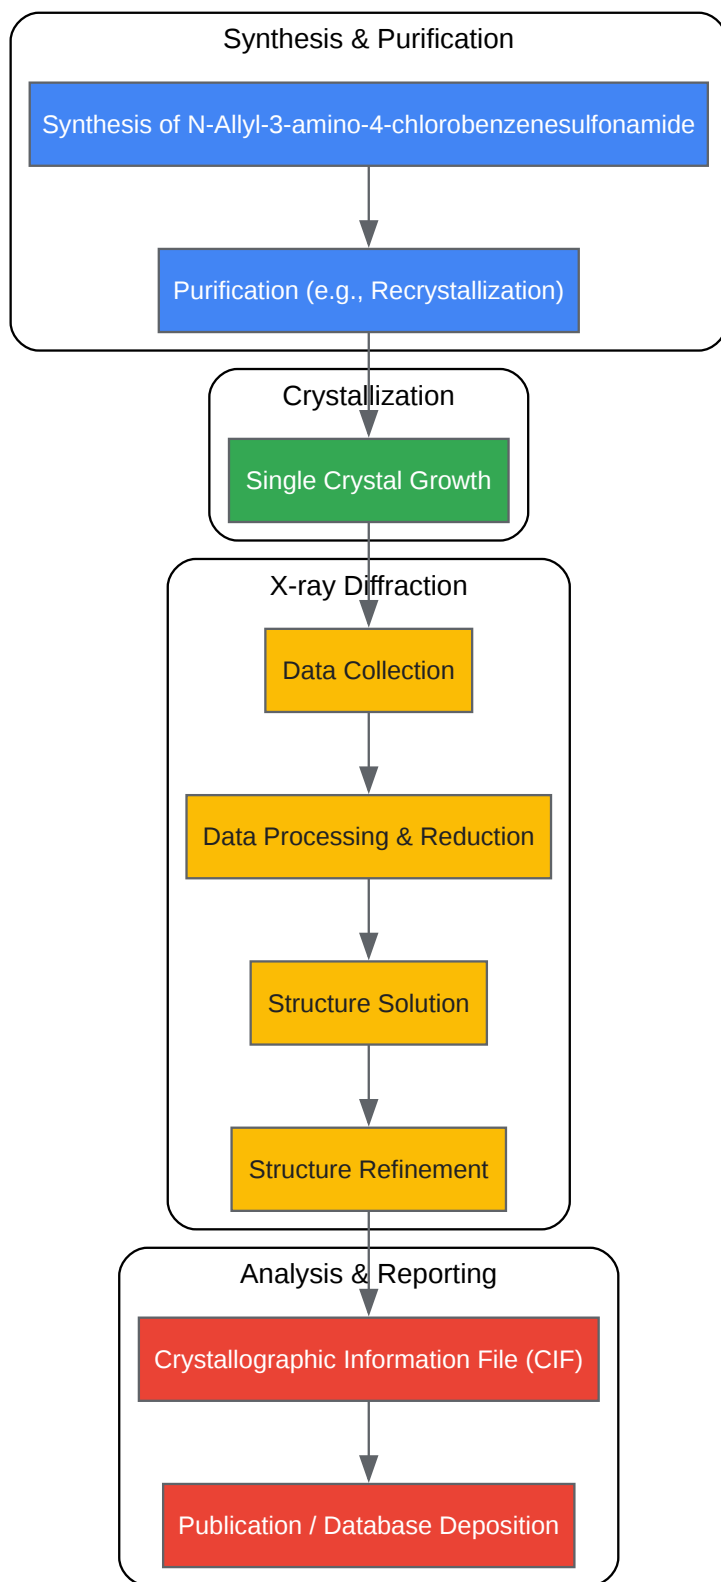 Synthesis & Purification
Synthesis of N-Allyl-3-amino-4-chlorobenzenesulfonamide
Purification (e.g., Recrystallization)
Crystallization
Single Crystal Growth
X-ray Diffraction
Data Collection
Data Processing & Reduction
Structure Solution
Structure Refinement
Analysis & Reporting
Crystallographic Information File (CIF)
Publication / Database Deposition